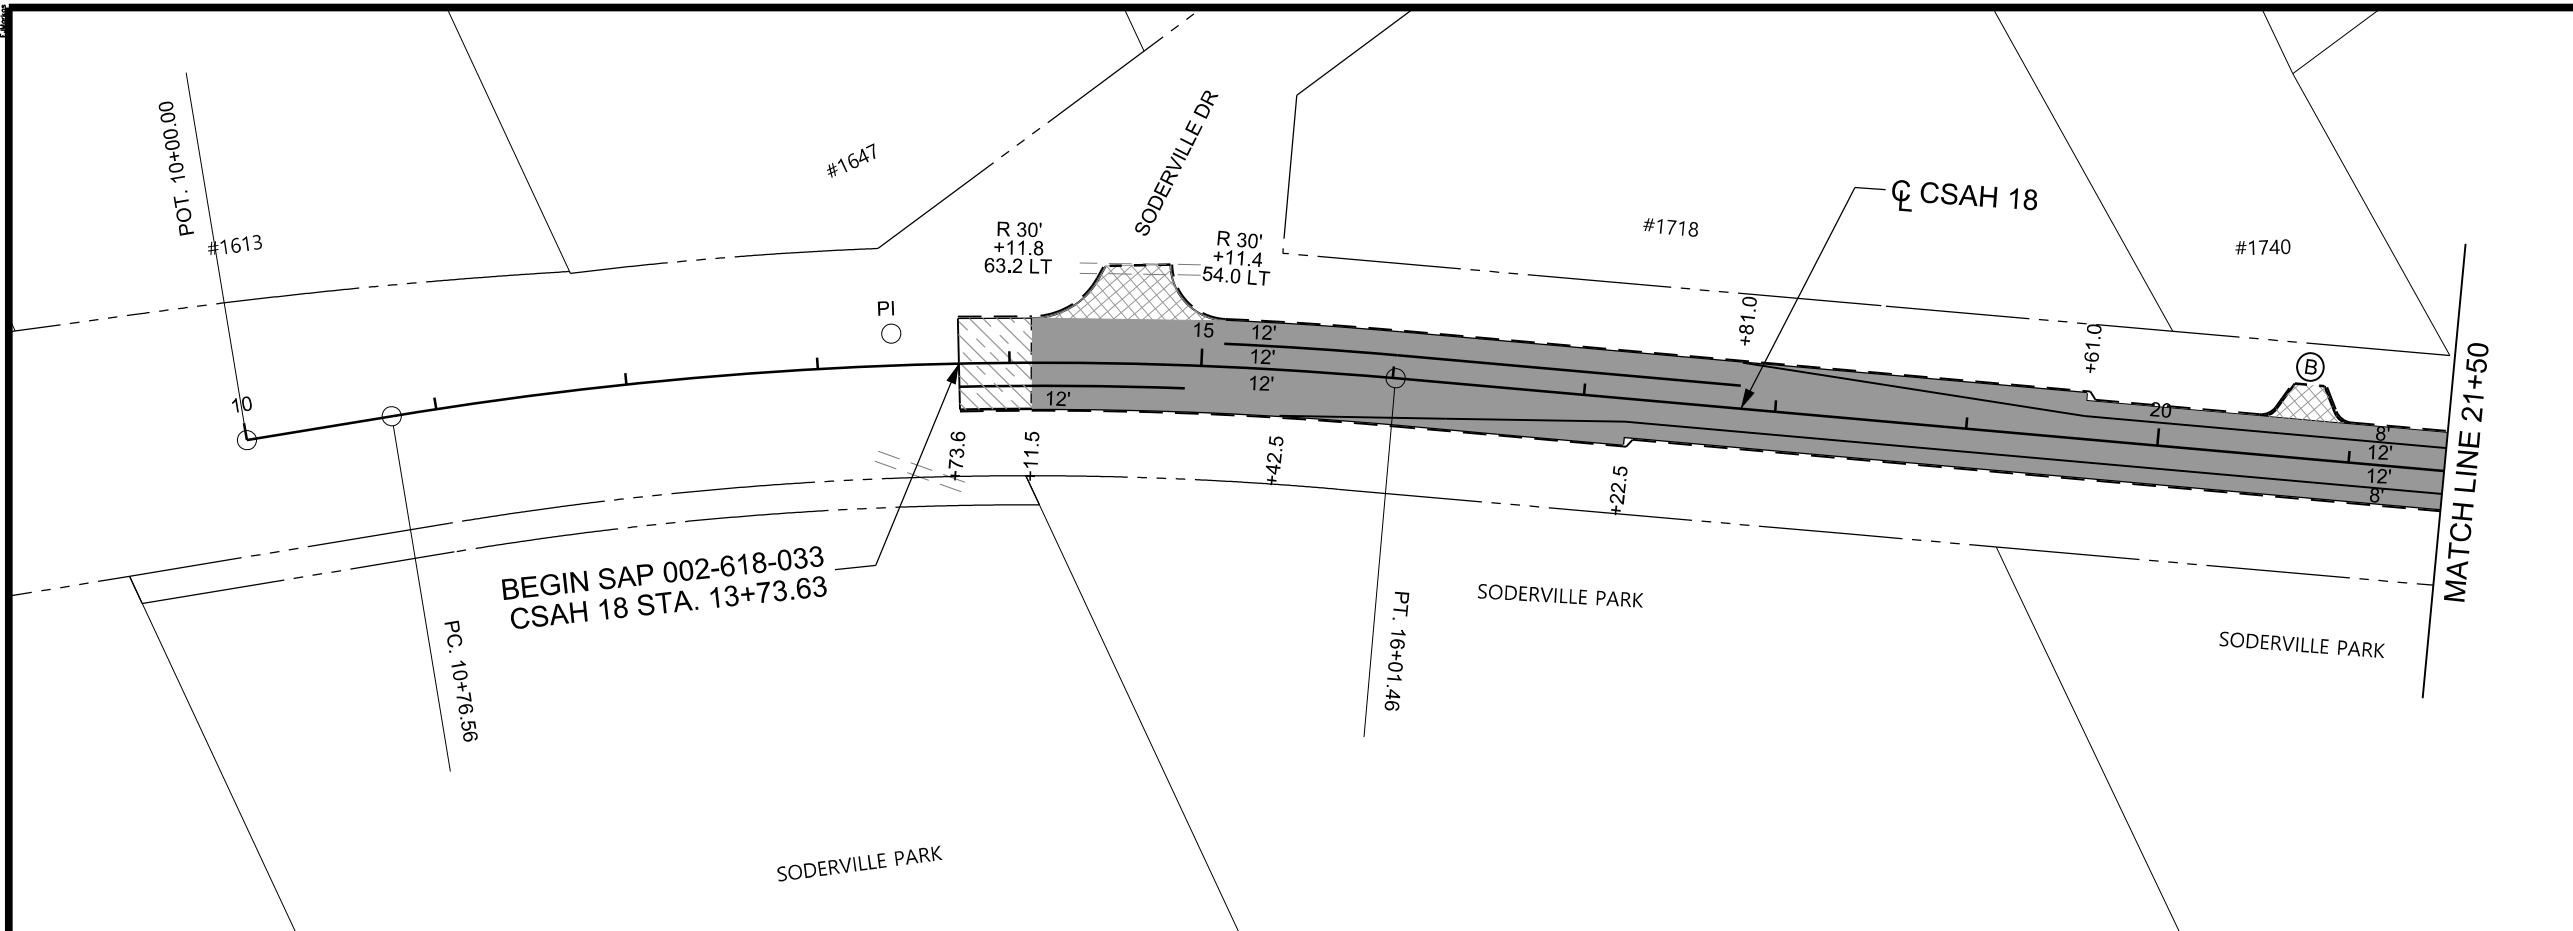 POT. 10+00.00
#1613
#1647
SODERVILLE DR
R 30'
+11.8
63.2 LT
R 30'
+11.4
54.0 LT
℄ CSAH 18
#1718
#1740
PI
10
15
12'
12'
12'
12'
+81.0
+61.0
B
20
8'
12'
12'
8'
MATCH LINE 21+50
+73.6
+11.5
+42.5
+22.5
BEGIN SAP 002-618-033
CSAH 18 STA. 13+73.63
PC. 10+76.56
PT. 16+01.46
SODERVILLE PARK
SODERVILLE PARK
SODERVILLE PARK